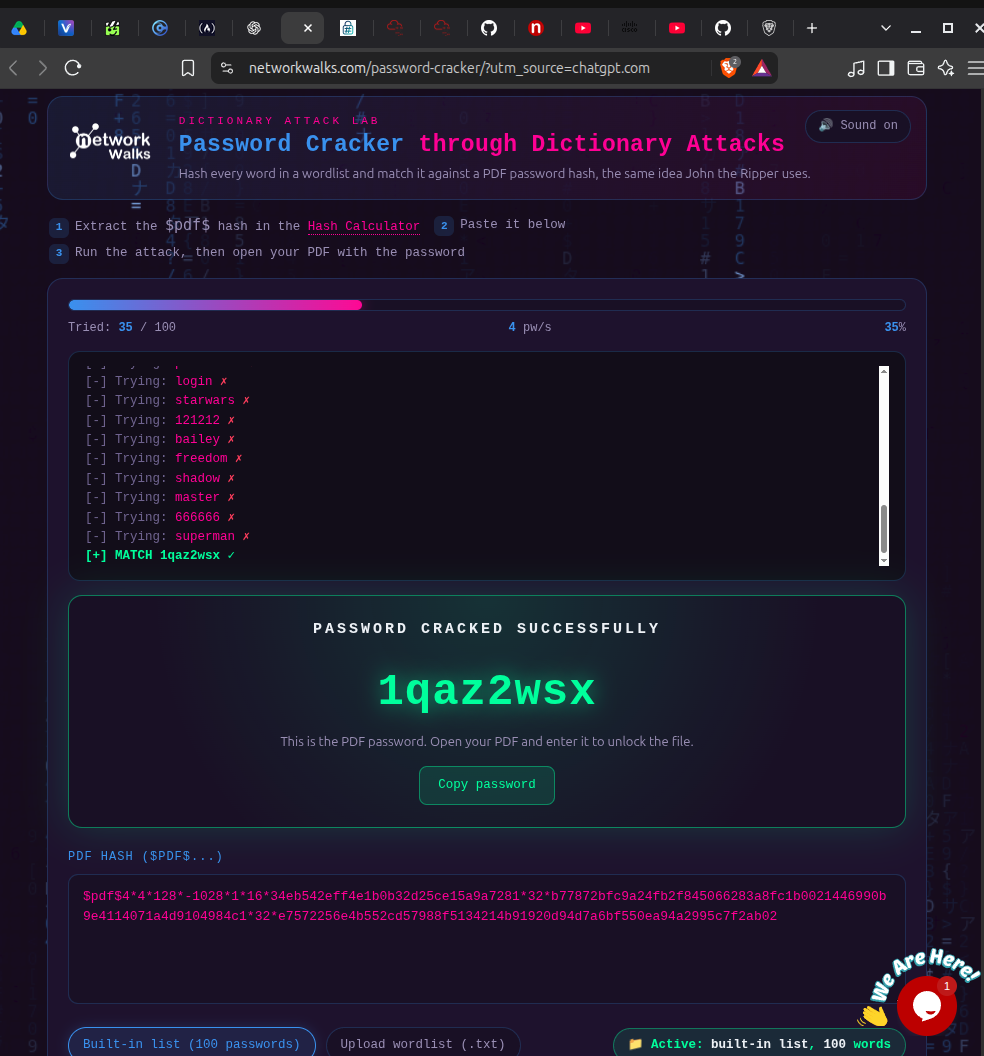 networkwalks.com/password-cracker/?utm_source=chatgpt.com
2
network
Walks
DICTIONARY ATTACK LAB
Password Cracker through Dictionary Attacks
Hash every word in a wordlist and match it against a PDF password hash, the same idea John the Ripper uses.
🔊 Sound on
1 Extract the $pdf$ hash in the Hash Calculator 2 Paste it below
3 Run the attack, then open your PDF with the password
Tried: 35 / 100 4 pw/s 35%
[-] Trying: login ✗
[-] Trying: starwars ✗
[-] Trying: 121212 ✗
[-] Trying: bailey ✗
[-] Trying: freedom ✗
[-] Trying: shadow ✗
[-] Trying: master ✗
[-] Trying: 666666 ✗
[-] Trying: superman ✗
[+] MATCH 1qaz2wsx ✓
PASSWORD CRACKED SUCCESSFULLY
1qaz2wsx
This is the PDF password. Open your PDF and enter it to unlock the file.
Copy password
PDF HASH ($PDF$...)
$pdf$4*4*128*-1028*1*16*34eb542eff4e1b0b32d25ce15a9a7281*32*b77872bfc9a24fb2f845066283a8fc1b0021446990b
9e4114071a4d9104984c1*32*e7572256e4b552cd57988f5134214b91920d94d7a6bf550ea94a2995c7f2ab02
We Are Here!
1
Built-in list (100 passwords) Upload wordlist (.txt) 📁 Active: built-in list, 100 words